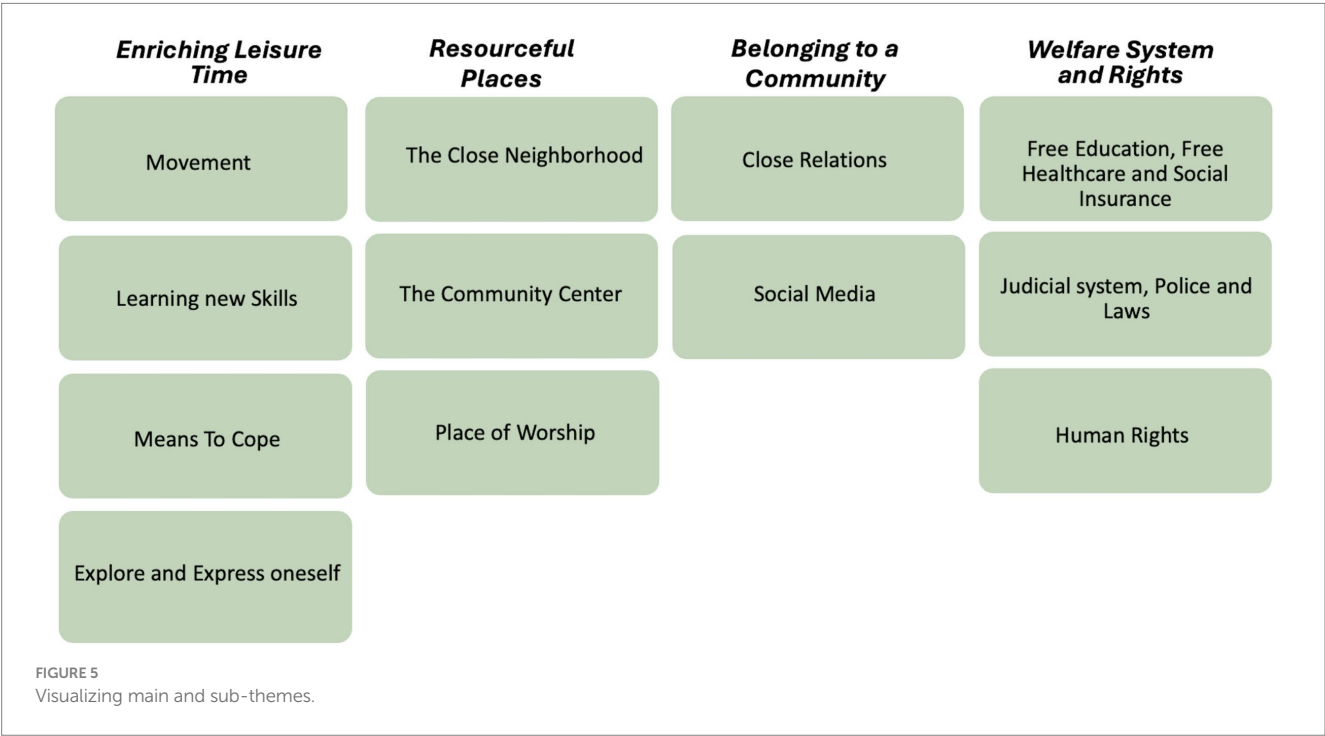 Enriching Leisure
Time
Movement
Learning new Skills
Means To Cope
Explore and Express oneself
Resourceful
Places
The Close Neighborhood
The Community Center
Place of Worship
Belonging to a
Community
Close Relations
Social Media
Welfare System
and Rights
Free Education, Free
Healthcare and Social
Insurance
Judicial system, Police and
Laws
Human Rights
FIGURE 5
Visualizing main and sub-themes.